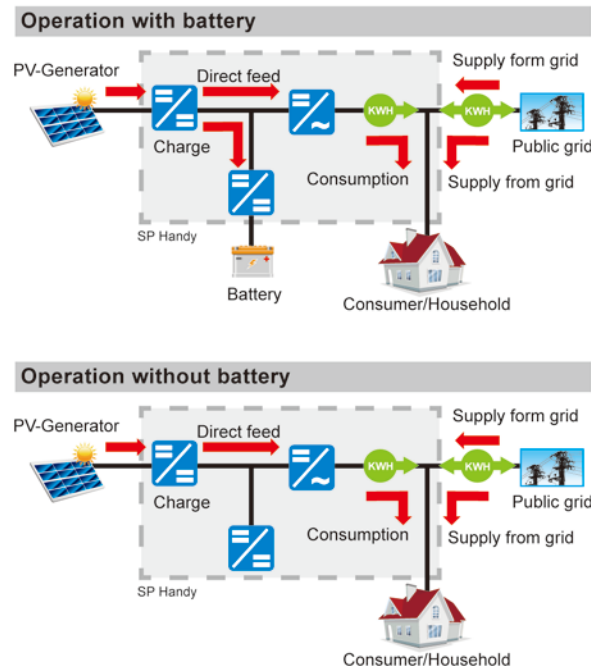 Operation with battery
PV-Generator
Direct feed
Supply form grid
KWH
KWH
Charge
Public grid
Consumption
Supply from grid
SP Handy
Battery
Consumer/Household
Operation without battery
PV-Generator
Direct feed
Supply form grid
KWH
KWH
Charge
Public grid
Consumption
Supply from grid
SP Handy
Consumer/Household